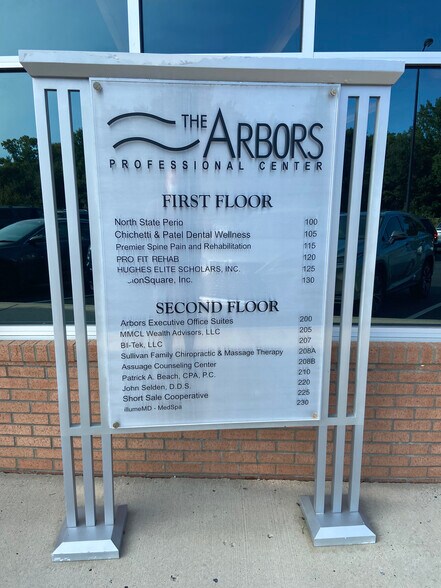 THE ARBORS
PROFESSIONAL CENTER
FIRST FLOOR
North State Perio 100
Chichetti & Patel Dental Wellness 105
Premier Spine Pain and Rehabilitation 115
PRO FIT REHAB 120
HUGHES ELITE SCHOLARS, INC. 125
onSquare, Inc. 130
SECOND FLOOR
Arbors Executive Office Suites 200
MMCL Wealth Advisors, LLC 205
BI-Tek, LLC 207
Sullivan Family Chiropractic & Massage Therapy 208A
Assuage Counseling Center 208B
Patrick A. Beach, CPA, P.C. 210
John Selden, D.D.S. 220
Short Sale Cooperative 225
illumeMD - MedSpa 230